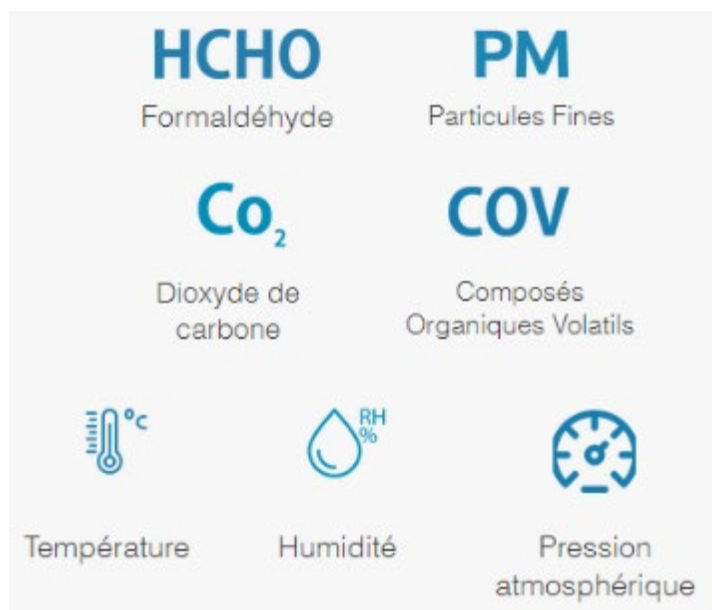 HCHO
PM
Formaldéhyde
Particules Fines
Co₂
COV
Dioxyde de
carbone
Composés
Organiques Volatils
°C
RH
%
Température
Humidité
Pression
atmosphérique